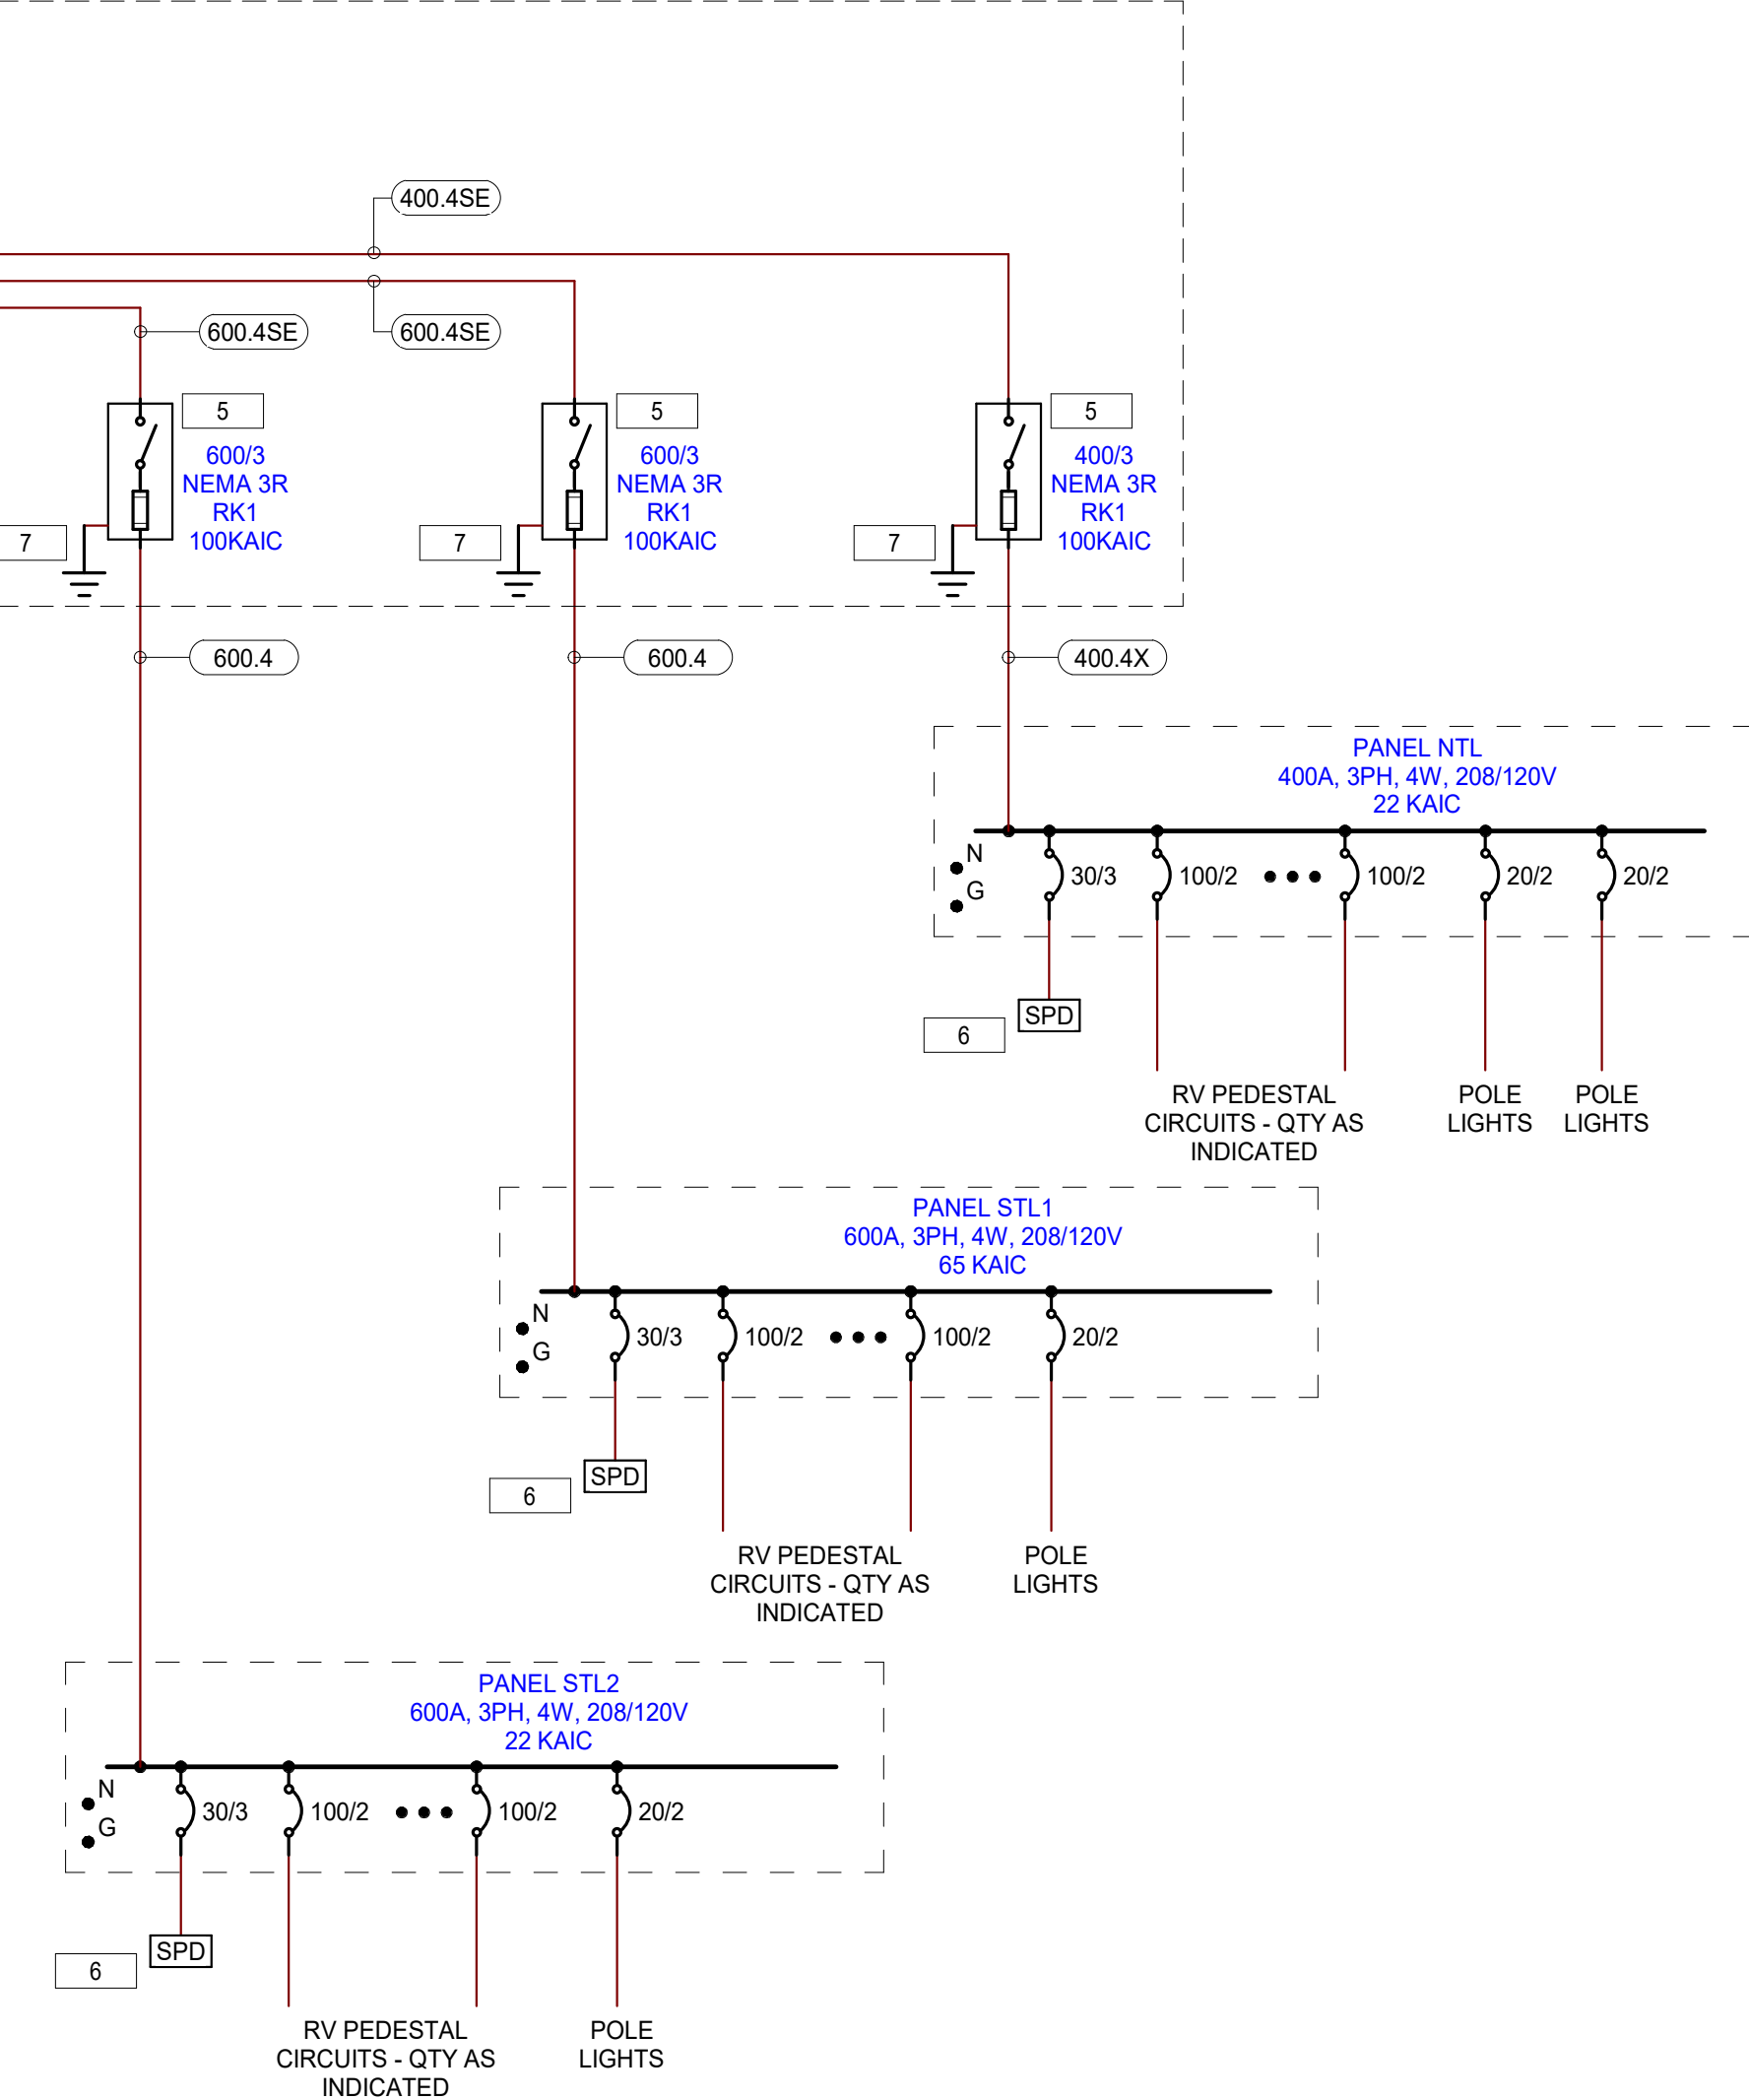 400.4SE
600.4SE
600.4SE
5
600/3
NEMA 3R
RK1
100KAIC
7
5
600/3
NEMA 3R
RK1
100KAIC
7
5
400/3
NEMA 3R
RK1
100KAIC
7
600.4
600.4
400.4X
PANEL NTL
400A, 3PH, 4W, 208/120V
22 KAIC
N
G
30/3
100/2
100/2
20/2
20/2
SPD
6
RV PEDESTAL
CIRCUITS - QTY AS
INDICATED
POLE
LIGHTS
POLE
LIGHTS
PANEL STL1
600A, 3PH, 4W, 208/120V
65 KAIC
N
G
30/3
100/2
100/2
20/2
SPD
6
RV PEDESTAL
CIRCUITS - QTY AS
INDICATED
POLE
LIGHTS
PANEL STL2
600A, 3PH, 4W, 208/120V
22 KAIC
N
G
30/3
100/2
100/2
20/2
SPD
6
RV PEDESTAL
CIRCUITS - QTY AS
INDICATED
POLE
LIGHTS